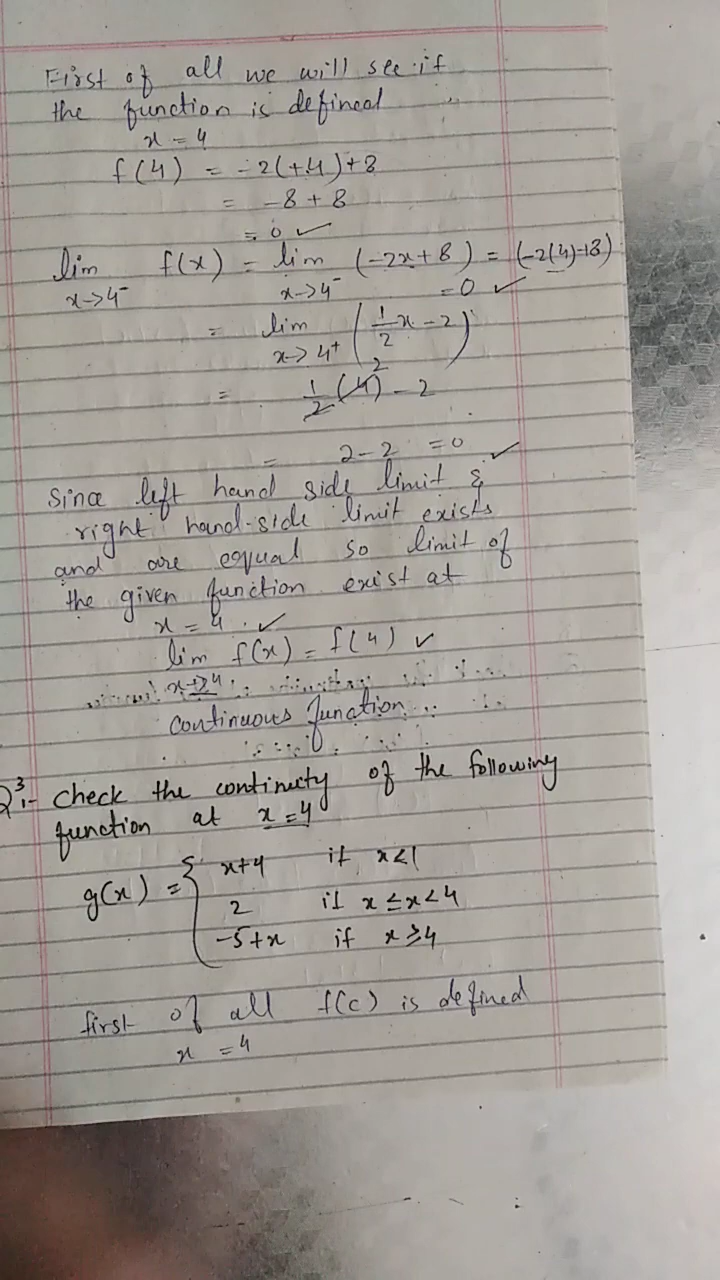 First of all we will see if
the function is defined
x = 4
f(4) = -2(+4)+8
= -8 + 8
= 0 ✓
lim f(x) = lim (-2x+8) = (-2(4)+8)
x->4⁻ x->4⁻ =0 ✓
= lim (1/2 x - 2)
x->4⁺
= 1/2 (4) - 2
2
= 2-2 =0 ✓
Since left hand side limit &
right hand-side limit exists
and are equal so limit of
the given function exist at
x = 4 . ✓
lim f(x) = f(4) ✓
x->4
continuous function
Q3:- Check the continuty of the following
function at x=4
g(x) = { x+4 if x<1
2 if x ≤x<4
-5+x if x ≥4
first of all f(c) is defined
x = 4